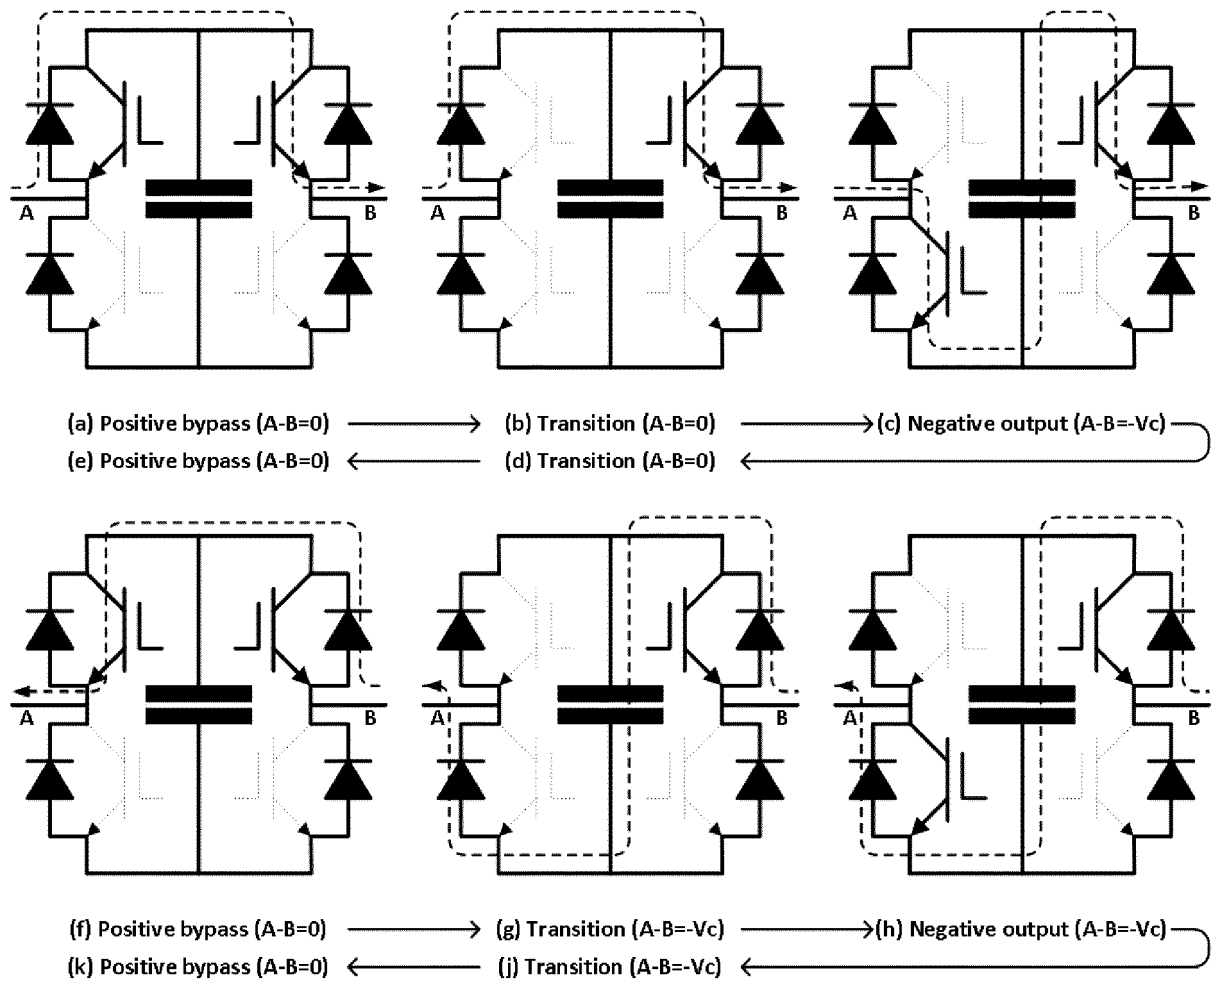 A B A B A B
(a) Positive bypass (A-B=0) (b) Transition (A-B=0) (c) Negative output (A-B=-Vc)
(e) Positive bypass (A-B=0) (d) Transition (A-B=0)
A B A B A B
(f) Positive bypass (A-B=0) (g) Transition (A-B=-Vc) (h) Negative output (A-B=-Vc)
(k) Positive bypass (A-B=0) (j) Transition (A-B=-Vc)